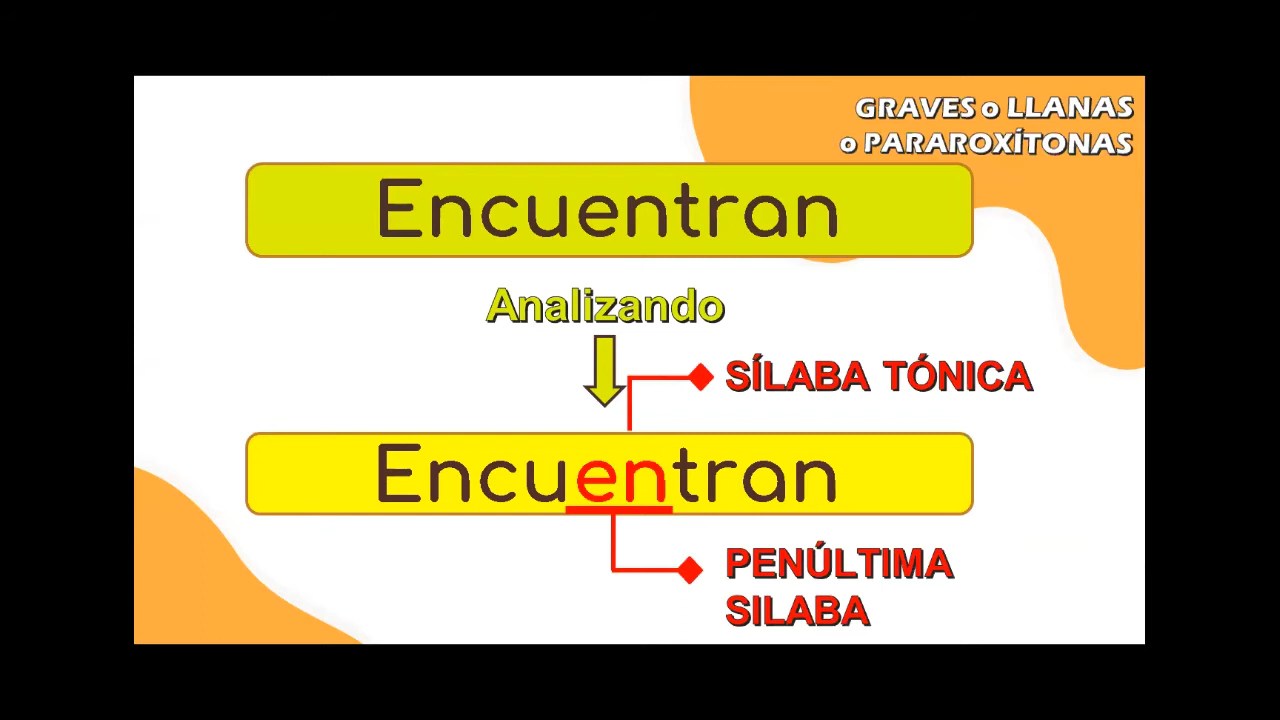 GRAVES o LLANAS
o PARAROXÍTONAS
Encuentran
Analizando
SÍLABA TÓNICA
Encuentran
PENÚLTIMA
SILABA